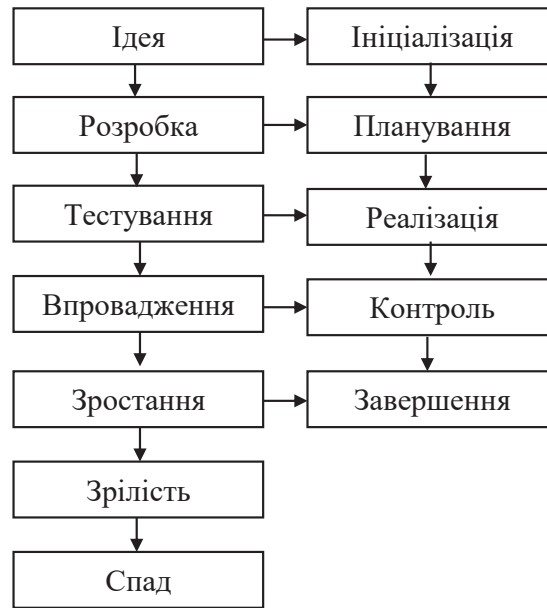 Ідея
Ініціалізація
Розробка
Планування
Тестування
Реалізація
Впровадження
Контроль
Зростання
Завершення
Зрілість
Спад